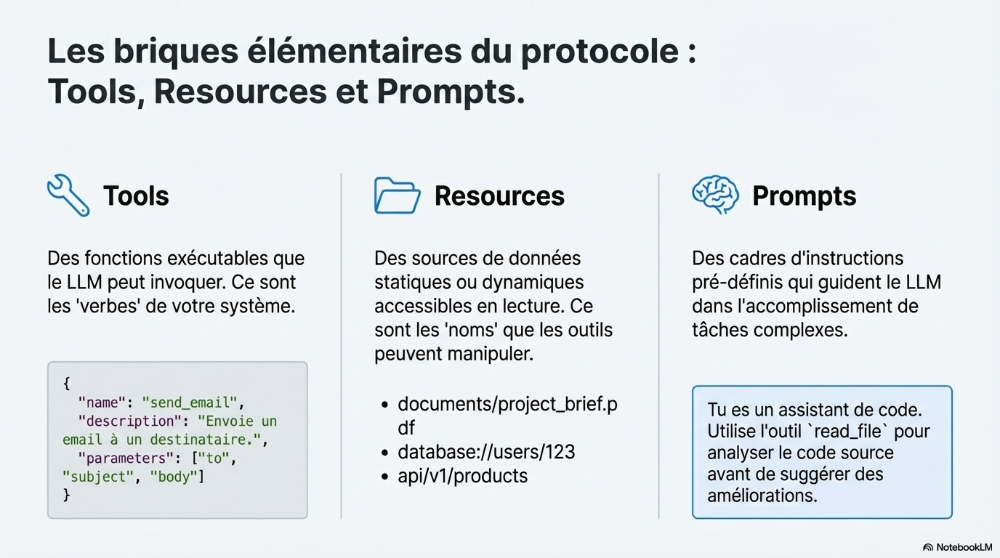 Les briques élémentaires du protocole :
Tools, Resources et Prompts.
Tools
Des fonctions exécutables que
le LLM peut invoquer. Ce sont
les 'verbes' de votre système.
{
  "name": "send_email",
  "description": "Envoie un
email à un destinataire.",
  "parameters": ["to",
"subject", "body"]
}
Resources
Des sources de données
statiques ou dynamiques
accessibles en lecture. Ce
sont les 'noms' que les outils
peuvent manipuler.
• documents/project_brief.p
df
• database://users/123
• api/v1/products
Prompts
Des cadres d'instructions
pré-définis qui guident le LLM
dans l'accomplissement de
tâches complexes.
Tu es un assistant de code.
Utilise l'outil `read_file` pour
analyser le code source
avant de suggérer des
améliorations.
NotebookLM